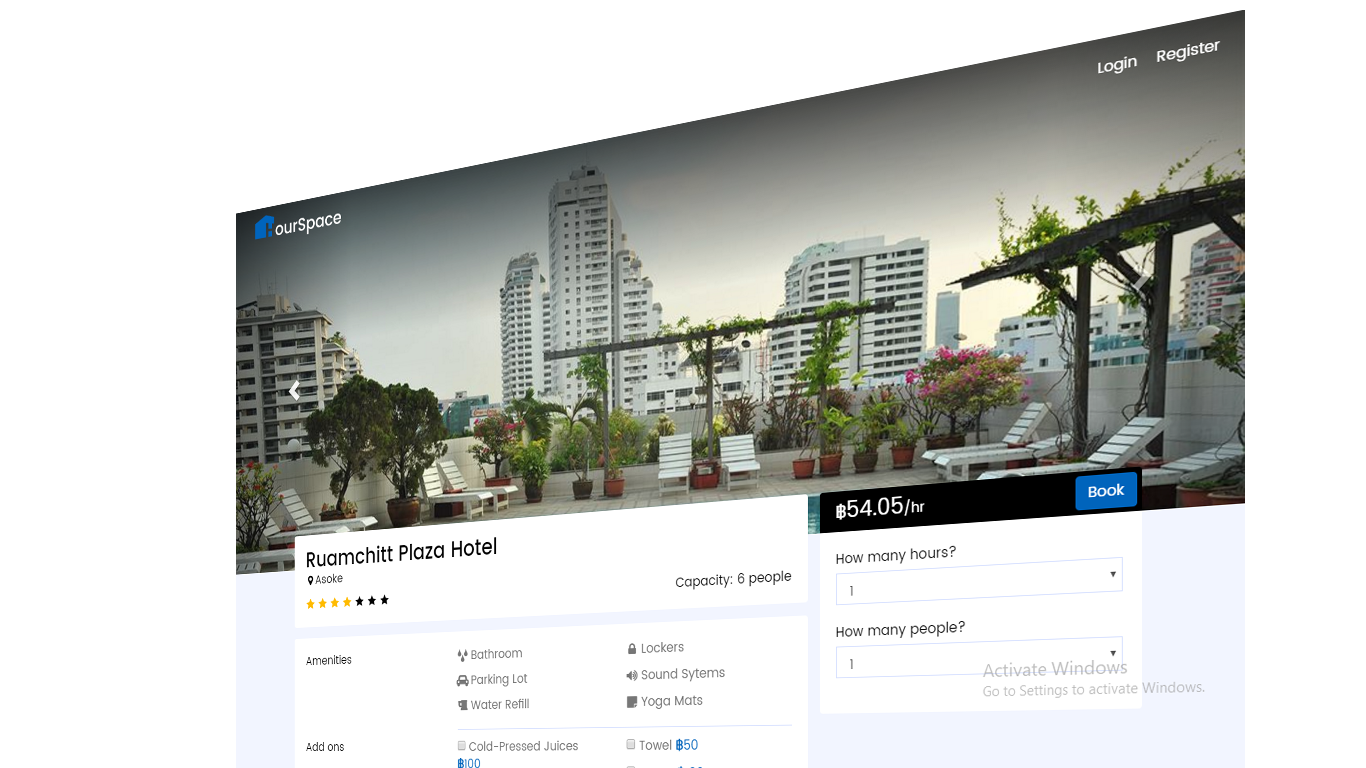 Login Register
ourSpace
฿54.05/hr
Book
Ruamchitt Plaza Hotel
Asoke
Capacity: 6 people
How many hours?
1
How many people?
1
Amenities
Bathroom
Lockers
Parking Lot
Sound Sytems
Water Refill
Yoga Mats
Add ons
Cold-Pressed Juices
฿100
Towel ฿50
Activate Windows
Go to Settings to activate Windows.